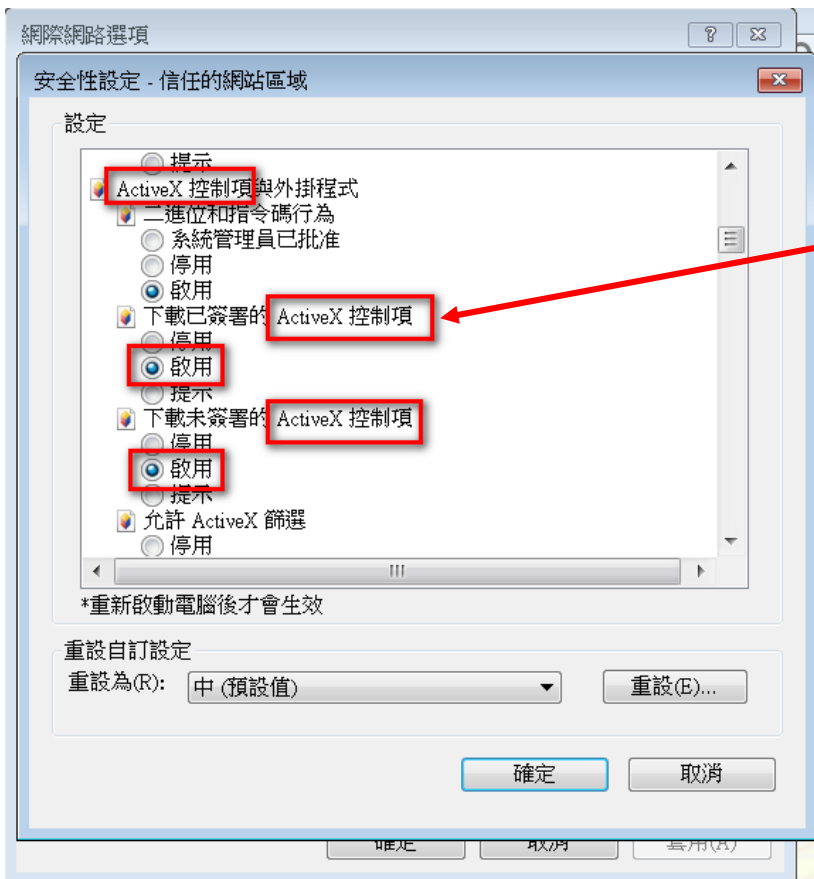 網際網路選項
安全性設定 - 信任的網站區域
設定
提示
ActiveX 控制項與外掛程式
二進位和指令碼行為
系統管理員已批准
停用
啟用
下載已簽署的 ActiveX 控制項
停用
啟用
提示
下載未簽署的 ActiveX 控制項
停用
啟用
提示
允許 ActiveX 篩選
停用
*重新啟動電腦後才會生效
重設自訂設定
重設為(R):
中 (預設值)
重設(E)...
確定
取消
確定
取消
套用(A)